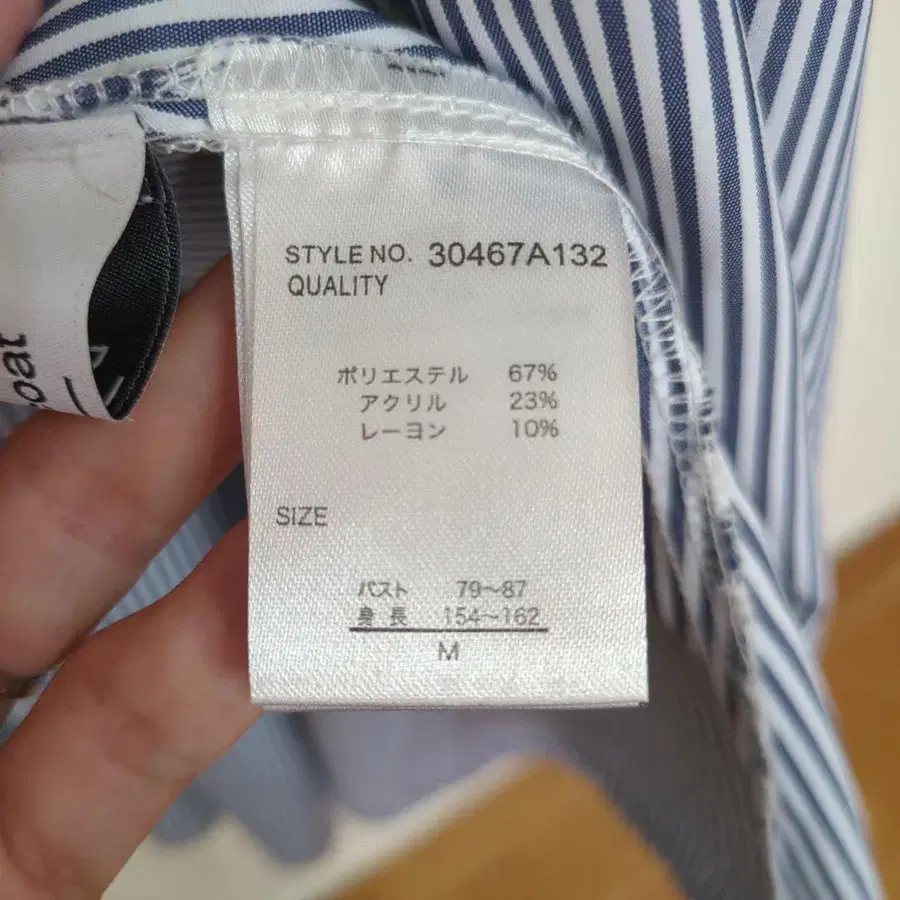 STYLE NO. 30467A132
QUALITY
ポリエステル 67%
アクリル 23%
レーヨン 10%
SIZE
バスト 79～87
身長 154～162
M
oat